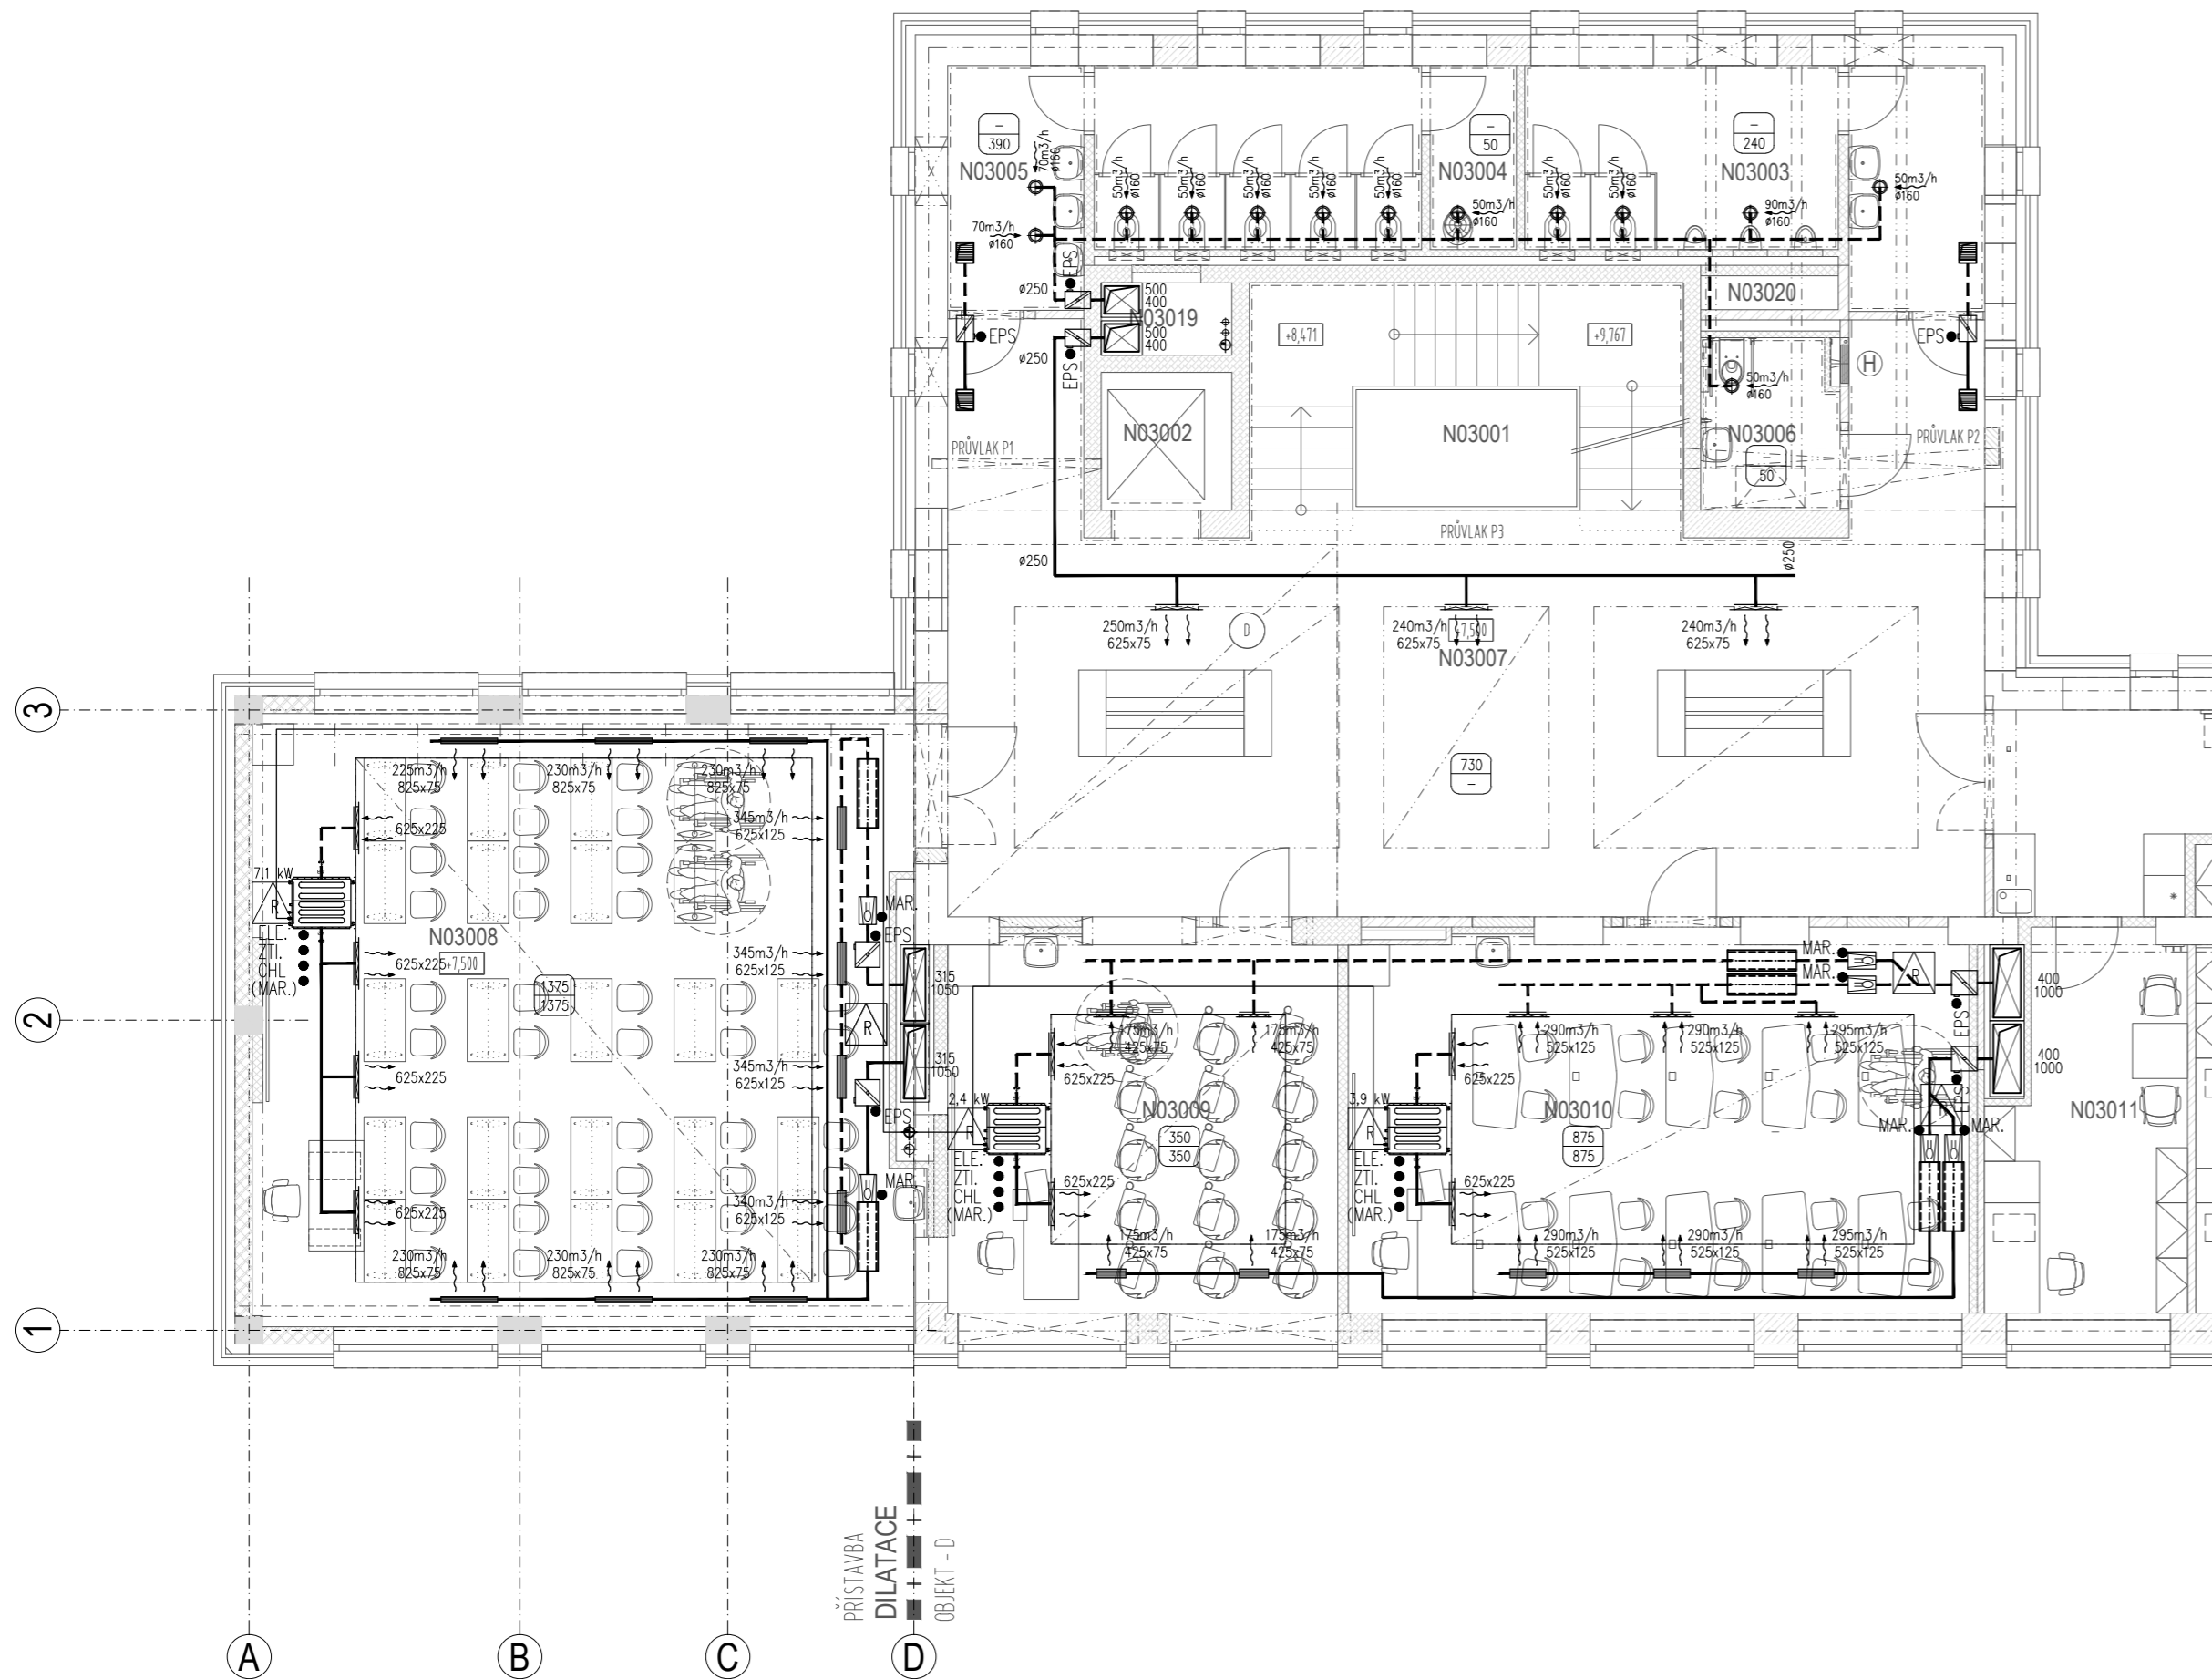 –
390
N03005
70m3/h
ø160
70m3/h
ø160
50m3/h
ø160
50m3/h
ø160
50m3/h
ø160
50m3/h
ø160
50m3/h
ø160
–
50
N03004
50m3/h
ø160
50m3/h
ø160
50m3/h
ø160
–
240
N03003
90m3/h
ø160
50m3/h
ø160
EPS
ø250
500
400
N03019
500
400
ø250
EPS
EPS
+8,471
+9,767
N03020
EPS
H
50m3/h
ø160
N03002
N03001
N03006
–
50
PRŮVLAK P1
PRŮVLAK P2
PRŮVLAK P3
ø250
ø250
250m3/h
625x75
D
240m3/h
625x75
+7,500
N03007
240m3/h
625x75
730
–
3
225m3/h
825x75
230m3/h
825x75
230m3/h
825x75
625x225
345m3/h
625x125
7,1 kW
R
ELE.
ZTI.
CHL
(MAR.)
N03008
+7,500
625x225
1375
1375
345m3/h
625x125
MAR.
EPS
315
1050
R
315
1050
2
625x225
345m3/h
625x125
EPS
625x225
340m3/h
625x125
MAR.
230m3/h
825x75
230m3/h
825x75
230m3/h
825x75
1
175m3/h
425x75
175m3/h
425x75
625x225
2,4 kW
R
ELE.
ZTI.
CHL
(MAR.)
N03009
350
350
625x225
175m3/h
425x75
175m3/h
425x75
MAR.
MAR.
R
EPS
400
1000
400
1000
290m3/h
525x125
290m3/h
525x125
295m3/h
525x125
625x225
3,9 kW
R
ELE.
ZTI.
CHL
(MAR.)
N03010
875
875
625x225
EPS
MAR.
MAR.
N03011
290m3/h
525x125
290m3/h
525x125
295m3/h
525x125
PŘÍSTAVBA
DILATACE
OBJEKT - D
A
B
C
D